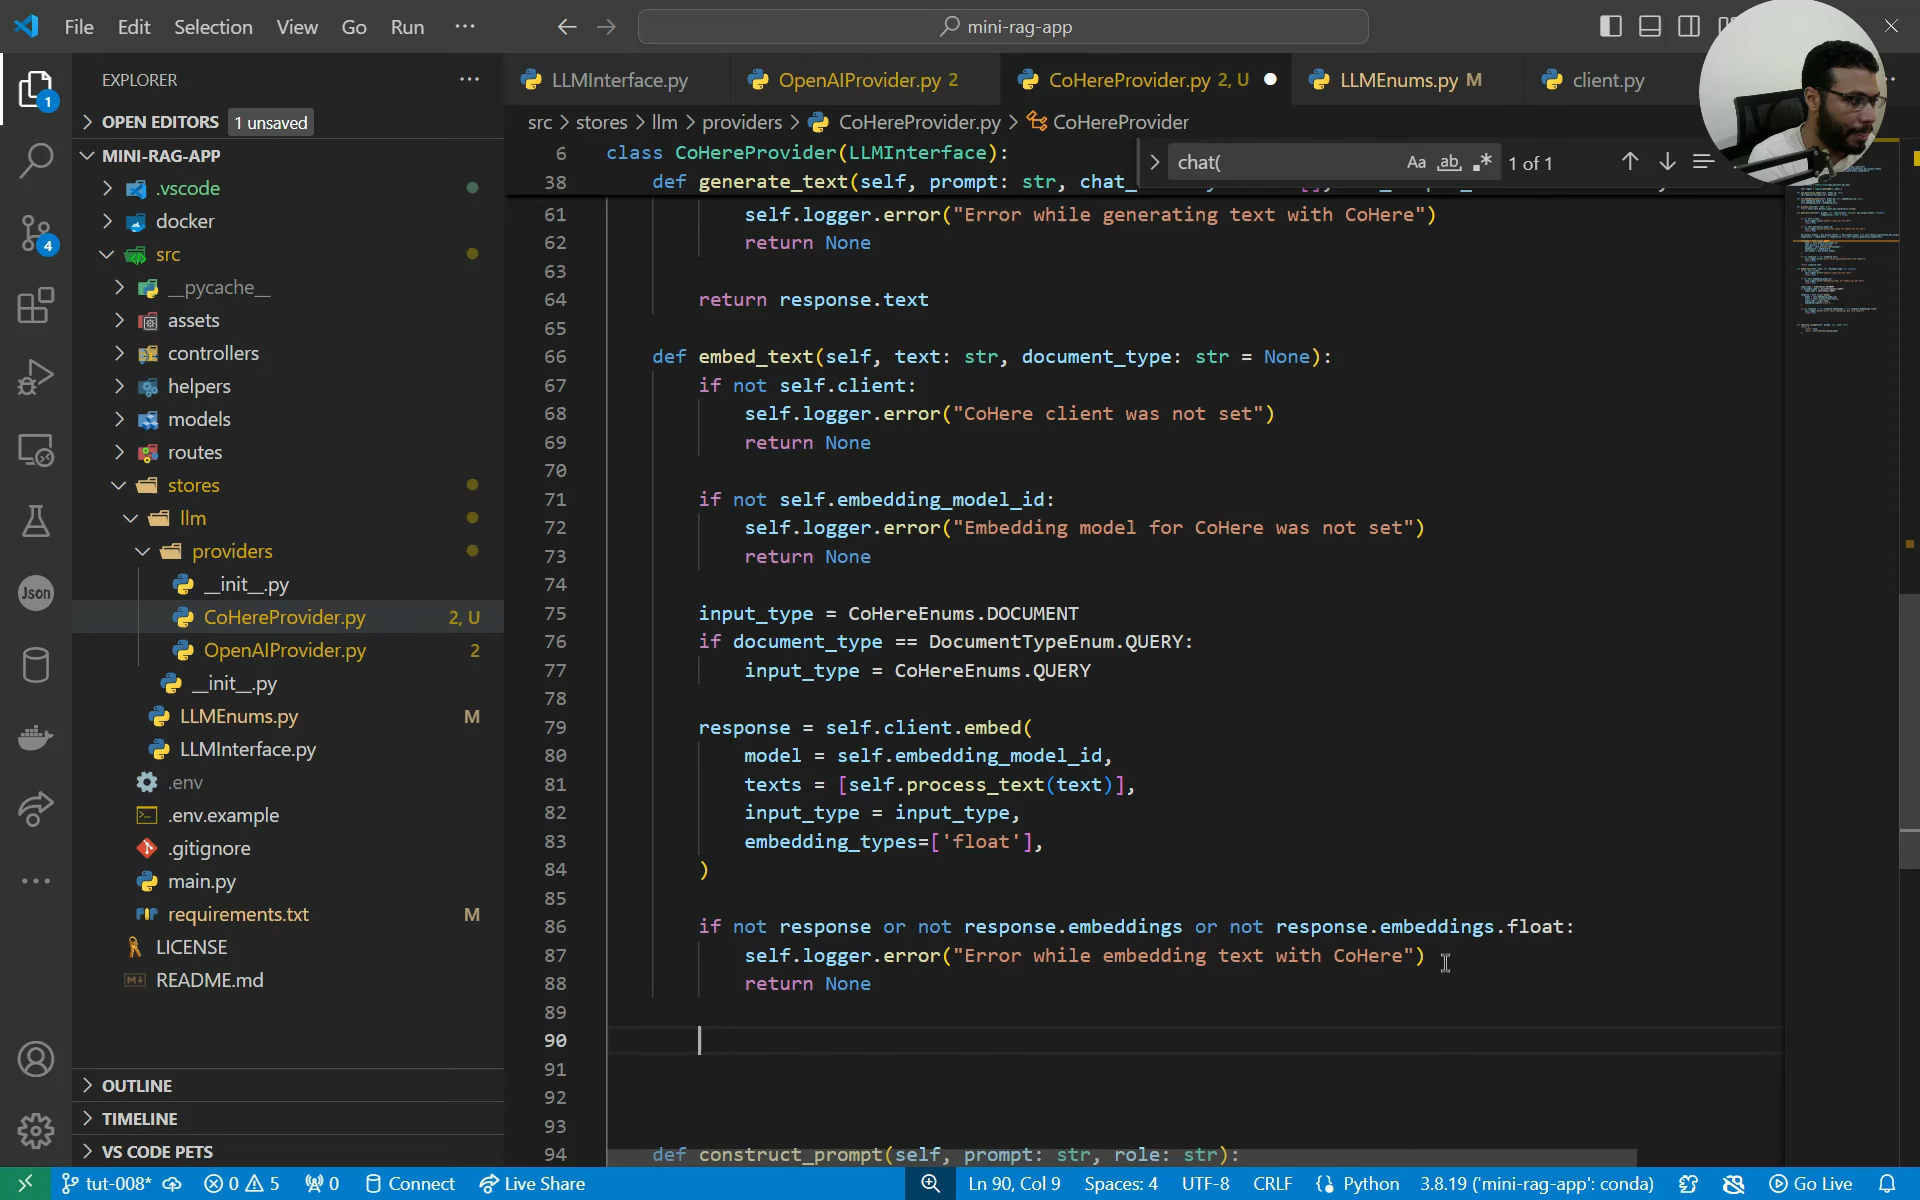 File Edit Selection View Go Run ···
mini-rag-app
EXPLORER
OPEN EDITORS 1 unsaved
MINI-RAG-APP
.vscode
docker
src
__pycache__
assets
controllers
helpers
models
routes
stores
llm
providers
__init__.py
CoHereProvider.py 2, U
OpenAIProvider.py 2
__init__.py
LLMEnums.py M
LLMInterface.py
.env
.env.example
.gitignore
main.py
requirements.txt M
LICENSE
README.md
OUTLINE
TIMELINE
VS CODE PETS
1
4
Json
LLMInterface.py OpenAIProvider.py 2 CoHereProvider.py 2, U LLMEnums.py M client.py
src > stores > llm > providers > CoHereProvider.py > CoHereProvider
chat( Aa ab 1 of 1
6 class CoHereProvider(LLMInterface):
38 def generate_text(self, prompt: str, chat_
61 self.logger.error("Error while generating text with CoHere")
62 return None
63
64 return response.text
65
66 def embed_text(self, text: str, document_type: str = None):
67 if not self.client:
68 self.logger.error("CoHere client was not set")
69 return None
70
71 if not self.embedding_model_id:
72 self.logger.error("Embedding model for CoHere was not set")
73 return None
74
75 input_type = CoHereEnums.DOCUMENT
76 if document_type == DocumentTypeEnum.QUERY:
77 input_type = CoHereEnums.QUERY
78
79 response = self.client.embed(
80 model = self.embedding_model_id,
81 texts = [self.process_text(text)],
82 input_type = input_type,
83 embedding_types=['float'],
84 )
85
86 if not response or not response.embeddings or not response.embeddings.float:
87 self.logger.error("Error while embedding text with CoHere")
88 return None
89
90
91
92
93
94 def construct_prompt(self, prompt: str, role: str):
tut-008* 0 5 0 Connect Live Share Ln 90, Col 9 Spaces: 4 UTF-8 CRLF Python 3.8.19 ('mini-rag-app': conda) Go Live